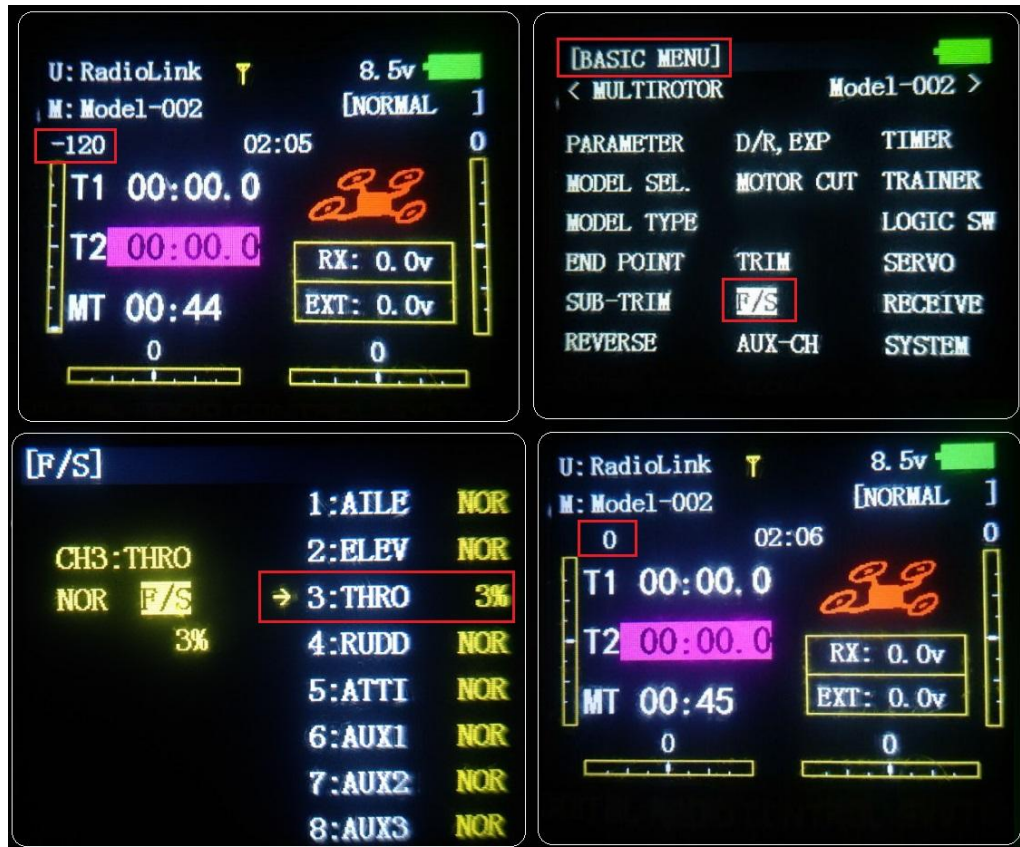 U: RadioLink 8.5v
M: Model-002 [NORMAL ]
-120 02:05 0
T1 00:00.0
T2 00:00.0
RX: 0.0v
MT 00:44
EXT: 0.0v
0 0
[BASIC MENU]
< MULTIROTOR Model-002 >
PARAMETER D/R, EXP TIMER
MODEL SEL. MOTOR CUT TRAINER
MODEL TYPE LOGIC SW
END POINT TRIM SERVO
SUB-TRIM F/S RECEIVE
REVERSE AUX-CH SYSTEM
[F/S]
1:AILE NOR
2:ELEV NOR
CH3:THRO
NOR F/S → 3:THRO 3%
3% 4:RUDD NOR
5:ATTI NOR
6:AUX1 NOR
7:AUX2 NOR
8:AUX3 NOR
U: RadioLink 8.5v
M: Model-002 [NORMAL ]
0 02:06 0
T1 00:00.0
T2 00:00.0
RX: 0.0v
MT 00:45
EXT: 0.0v
0 0